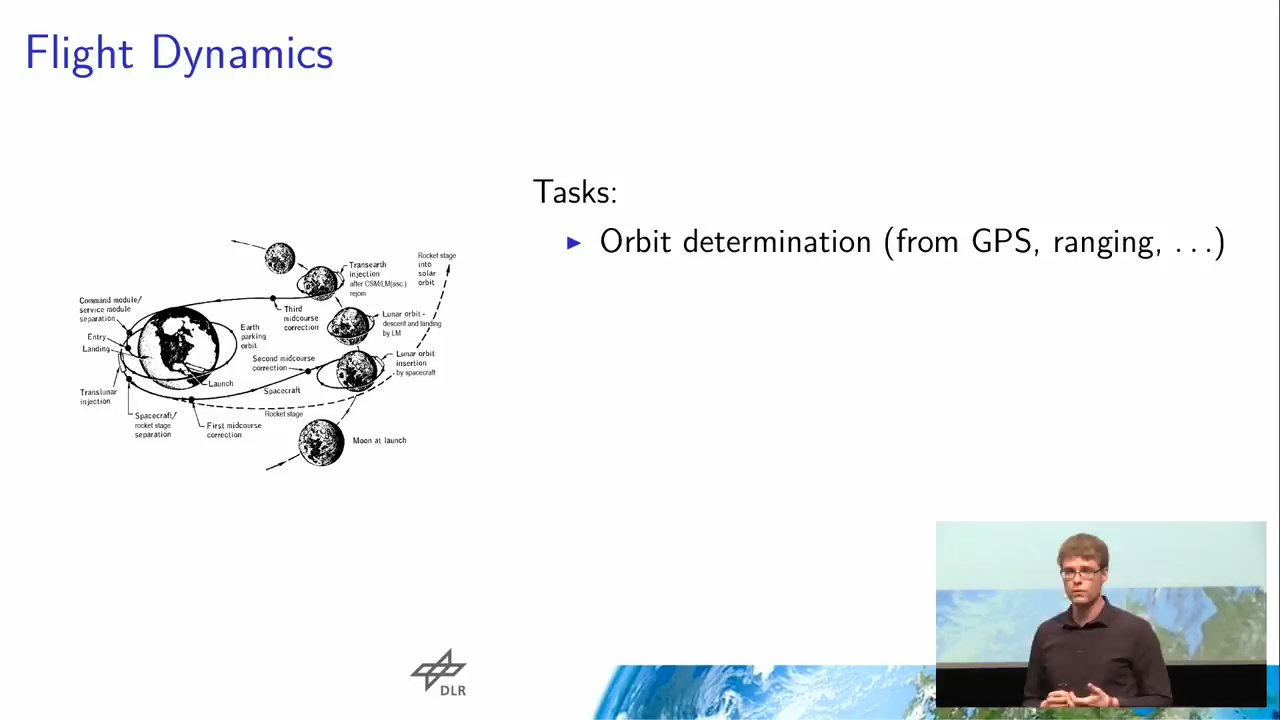 Flight Dynamics
Tasks:
▶ Orbit determination (from GPS, ranging, ...)
Rocket stage
into
solar
orbit
Transearth
injection
after CSM/LM(asc.)
rejoin
Command module/
service module
separation
Third
midcourse
correction
Lunar orbit -
descent and landing
by LM
Entry
Landing
Earth
parking
orbit
Second midcourse
correction
Lunar orbit
insertion
by spacecraft
Launch
Spacecraft
Translunar
injection
Rocket stage
Spacecraft/
rocket stage
separation
First midcourse
correction
Moon at launch
DLR